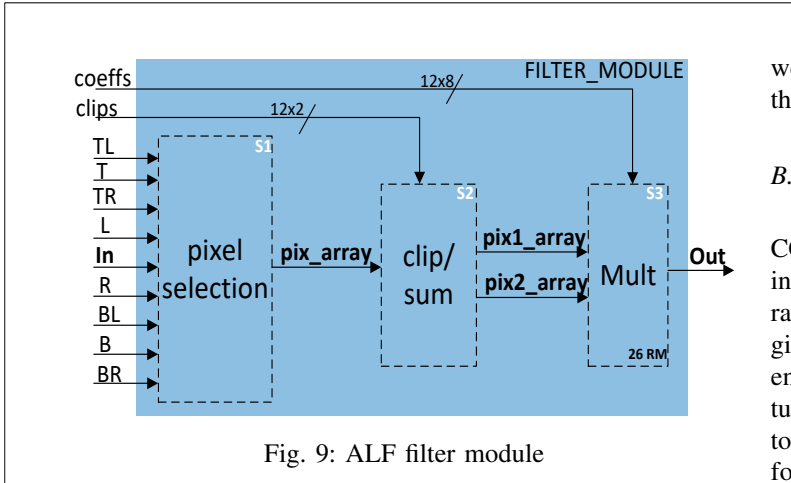 coeffs
clips
12x2
12x8
FILTER_MODULE
TL
T
TR
L
In
R
BL
B
BR
S1
pixel
selection
pix_array
S2
clip/
sum
pix1_array
pix2_array
S3
Mult
26 RM
Out
Fig. 9: ALF filter module
we
th
B.
CO
in
ra
gi
en
tu
to
fo